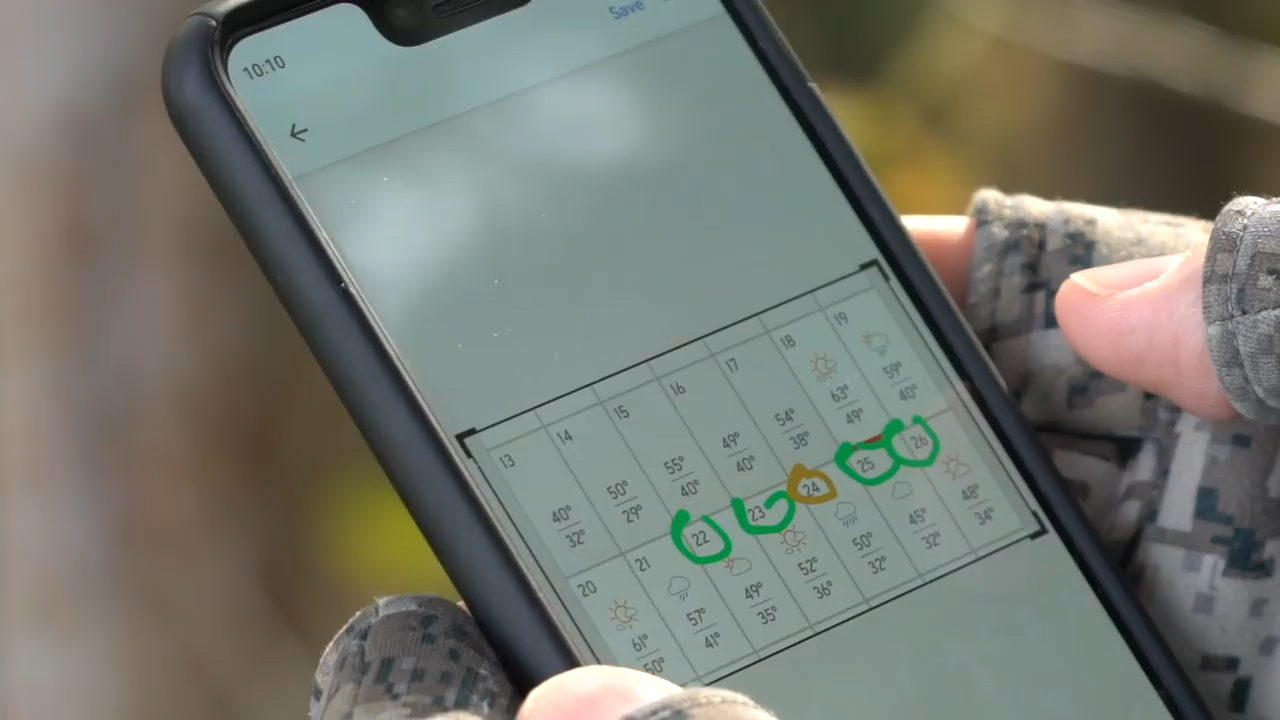 10:10
Save
13 14 15 16 17 18 19
40° 50° 55° 49° 54° 63° 59°
32° 29° 40° 40° 38° 49° 40°
20 21 22 23 24 25 26
61° 57° 49° 52° 50° 45° 48°
50° 41° 35° 36° 32° 32° 34°